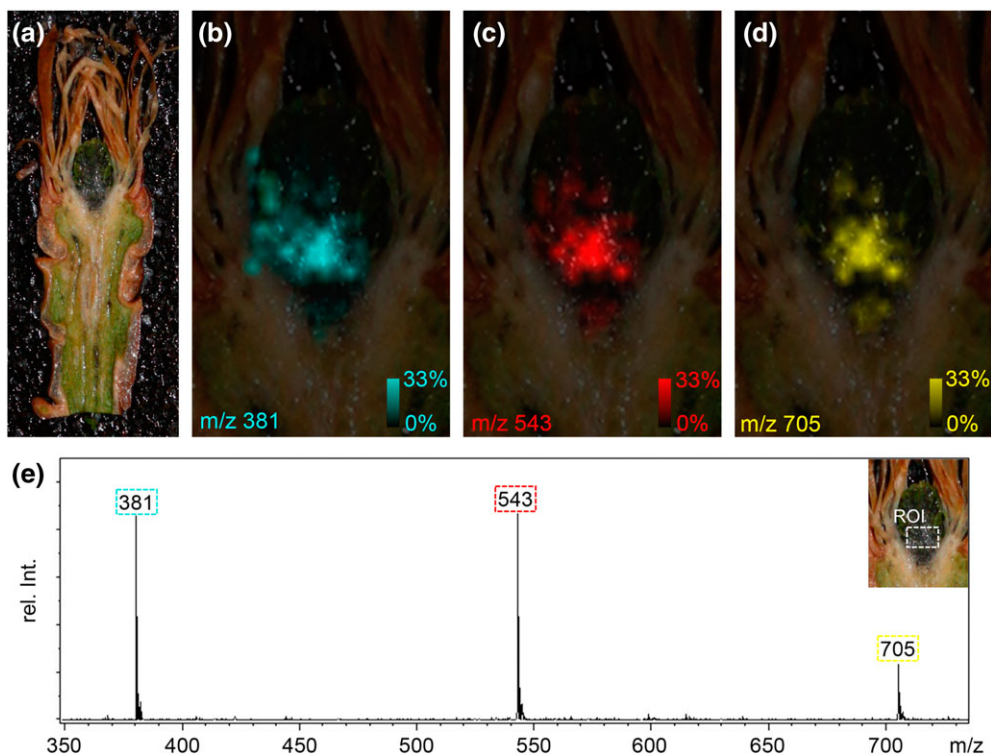 (a)
(b)
(c)
(d)
33%
0%
m/z 381
33%
0%
m/z 543
33%
0%
m/z 705
(e)
381
543
705
ROI
rel. Int.
350 400 450 500 550 600 650 700 m/z